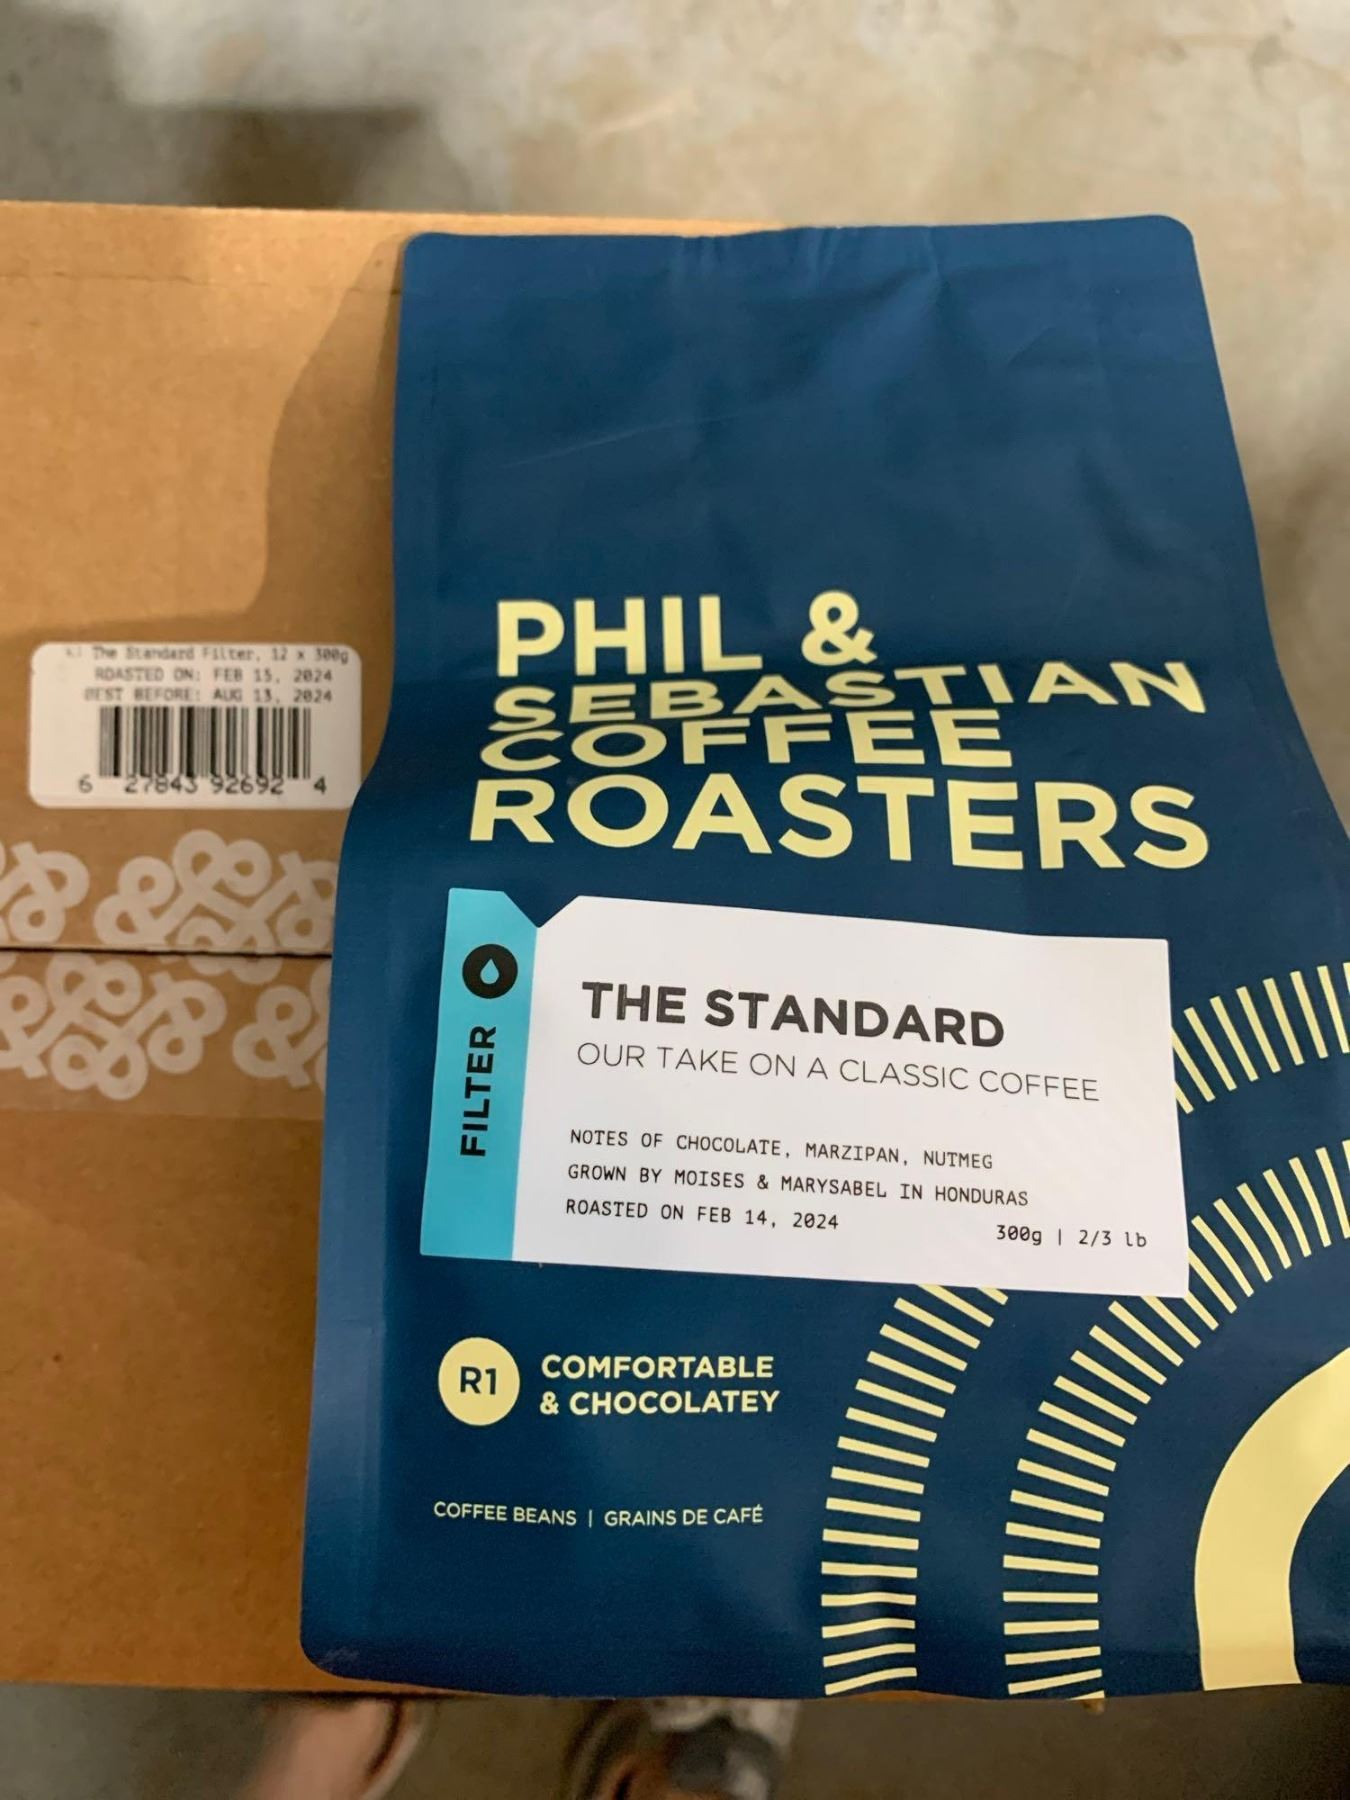 R1 The Standard Filter, 12 x 300g
ROASTED ON: FEB 15, 2024
BEST BEFORE: AUG 13, 2024
6 27843 92692 4
PHIL &
SEBASTIAN
COFFEE
ROASTERS
FILTER
THE STANDARD
OUR TAKE ON A CLASSIC COFFEE
NOTES OF CHOCOLATE, MARZIPAN, NUTMEG
GROWN BY MOISES & MARYSABEL IN HONDURAS
ROASTED ON FEB 14, 2024
300g | 2/3 lb
R1
COMFORTABLE
& CHOCOLATEY
COFFEE BEANS | GRAINS DE CAFÉ